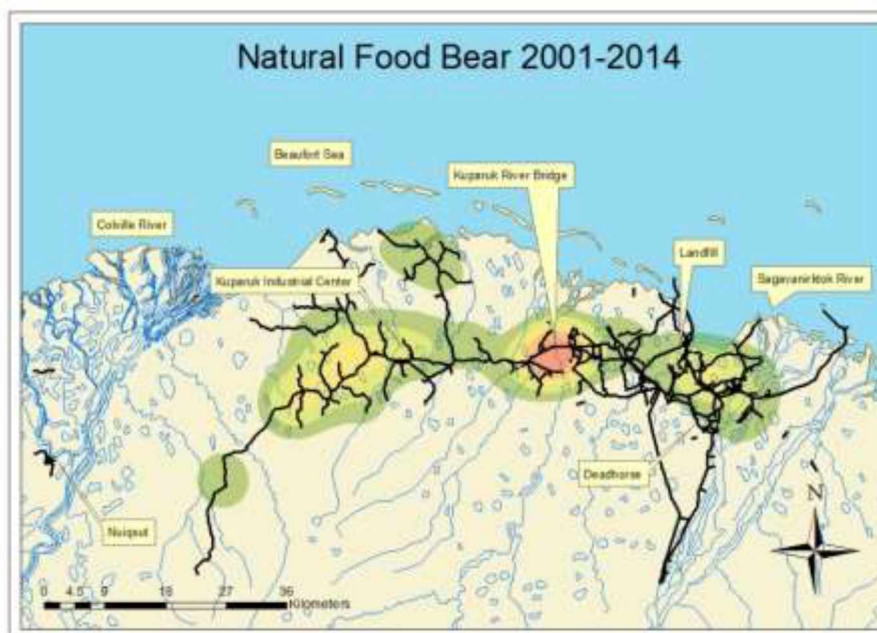 Natural Food Bear 2001-2014
Beaufort Sea
Kuparuk River Bridge
Colville River
Landfill
Kuparuk Industrial Center
Sagavanirktok River
Deadhorse
Nuiqsut
N
0 4.5 9 18 27 36
Kilometers